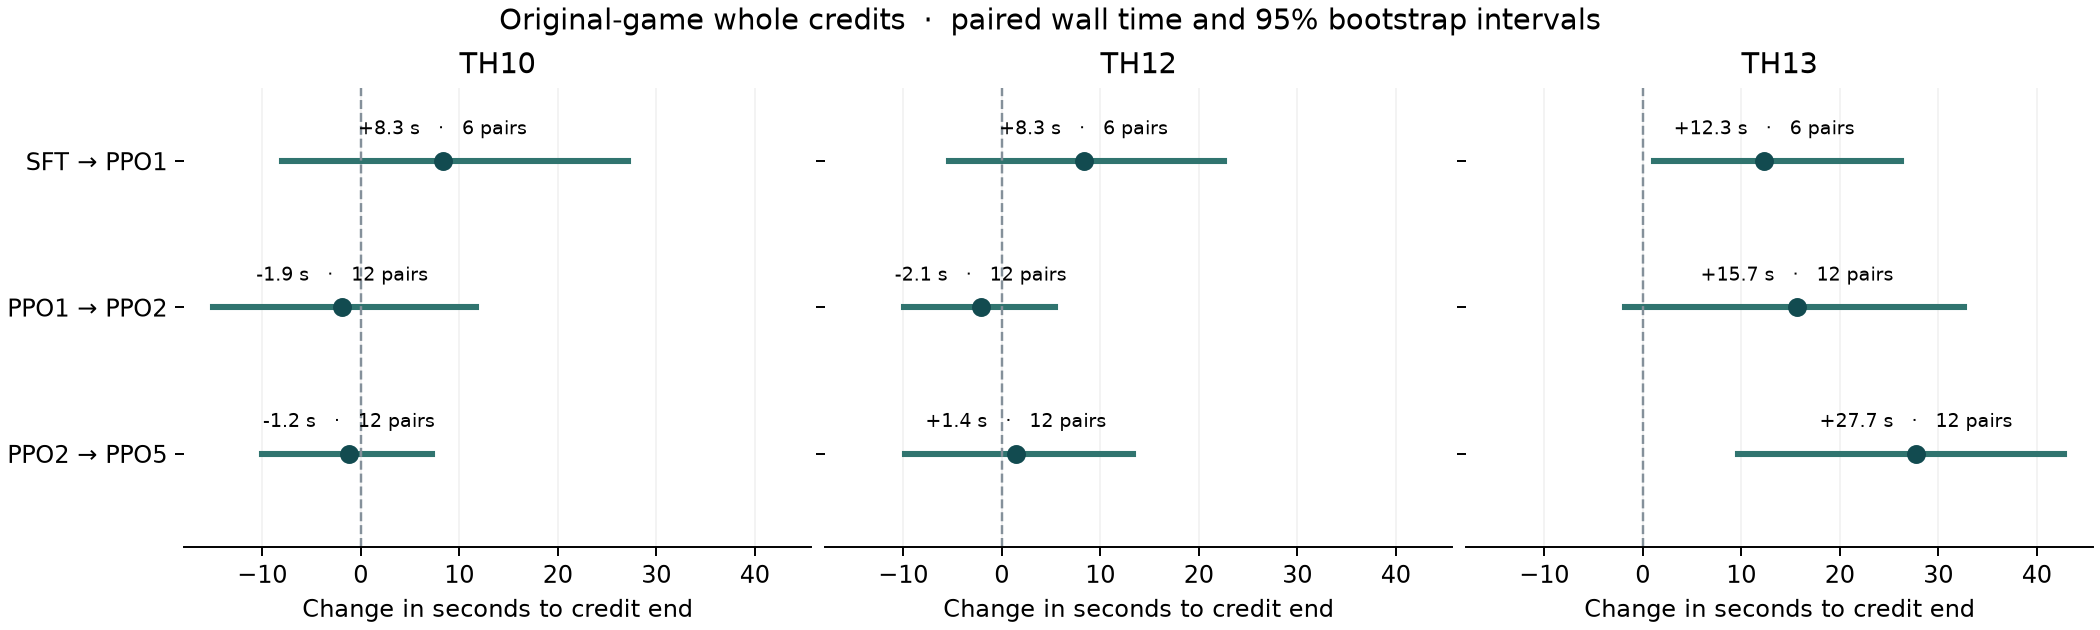 Original-game whole credits · paired wall time and 95% bootstrap intervals
TH10
TH12
TH13
SFT → PPO1
+8.3 s · 6 pairs
+8.3 s · 6 pairs
+12.3 s · 6 pairs
PPO1 → PPO2
-1.9 s · 12 pairs
-2.1 s · 12 pairs
+15.7 s · 12 pairs
PPO2 → PPO5
-1.2 s · 12 pairs
+1.4 s · 12 pairs
+27.7 s · 12 pairs
−10 0 10 20 30 40
−10 0 10 20 30 40
−10 0 10 20 30 40
Change in seconds to credit end
Change in seconds to credit end
Change in seconds to credit end